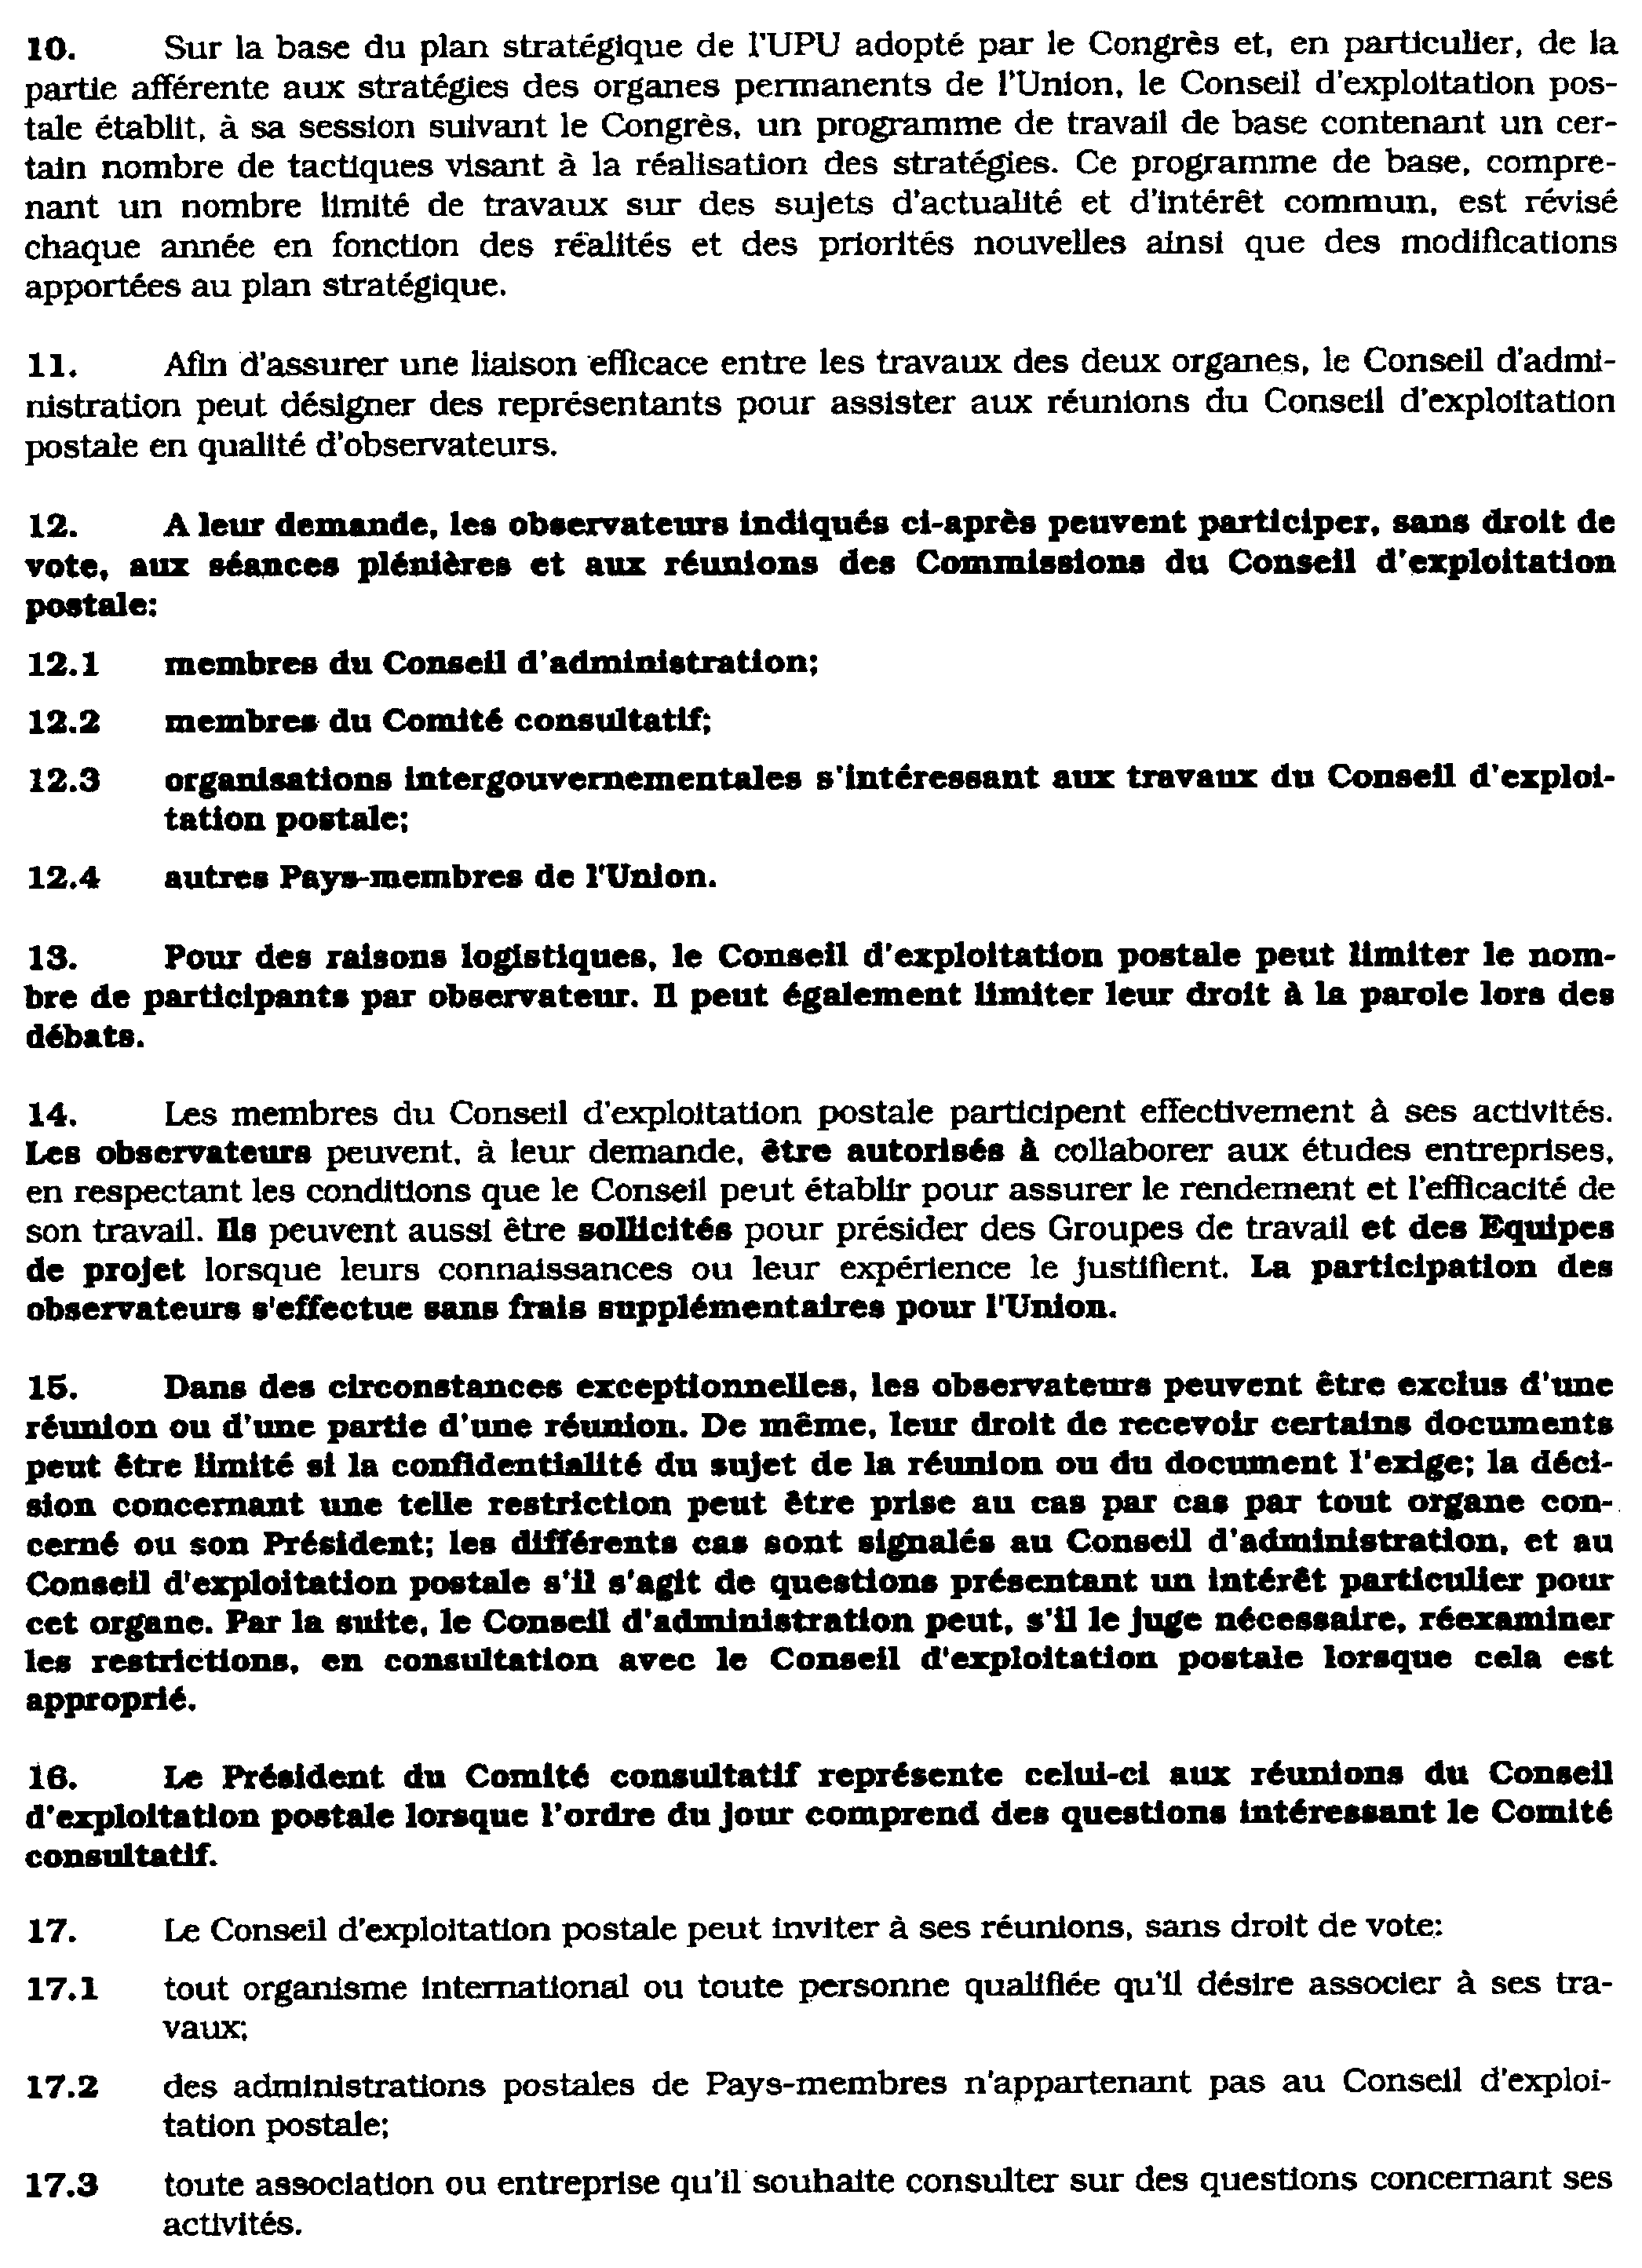 10. Sur la base du plan stratégique de l'UPU adopté par le Congrès et, en particulier, de la
partie afférente aux stratégies des organes permanents de l'Union, le Conseil d'exploitation pos-
tale établit, à sa session suivant le Congrès, un programme de travail de base contenant un cer-
tain nombre de tactiques visant à la réalisation des stratégies. Ce programme de base, compre-
nant un nombre limité de travaux sur des sujets d'actualité et d'intérêt commun, est révisé
chaque année en fonction des réalités et des priorités nouvelles ainsi que des modifications
apportées au plan stratégique.
11. Afin d'assurer une liaison efficace entre les travaux des deux organes, le Conseil d'admi-
nistration peut désigner des représentants pour assister aux réunions du Conseil d'exploitation
postale en qualité d'observateurs.
12. A leur demande, les observateurs indiqués ci-après peuvent participer, sans droit de
vote, aux séances plénières et aux réunions des Commissions du Conseil d'exploitation
postale:
12.1 membres du Conseil d'administration;
12.2 membres du Comité consultatif;
12.3 organisations intergouvernementales s'intéressant aux travaux du Conseil d'exploi-
tation postale;
12.4 autres Pays-membres de l'Union.
13. Pour des raisons logistiques, le Conseil d'exploitation postale peut limiter le nom-
bre de participants par observateur. Il peut également limiter leur droit à la parole lors des
débats.
14. Les membres du Conseil d'exploitation postale participent effectivement à ses activités.
Les observateurs peuvent, à leur demande, être autorisés à collaborer aux études entreprises,
en respectant les conditions que le Conseil peut établir pour assurer le rendement et l'efficacité de
son travail. Ils peuvent aussi être sollicités pour présider des Groupes de travail et des Equipes
de projet lorsque leurs connaissances ou leur expérience le justifient. La participation des
observateurs s'effectue sans frais supplémentaires pour l'Union.
15. Dans des circonstances exceptionnelles, les observateurs peuvent être exclus d'une
réunion ou d'une partie d'une réunion. De même, leur droit de recevoir certains documents
peut être limité si la confidentialité du sujet de la réunion ou du document l'exige; la déci-
sion concernant une telle restriction peut être prise au cas par cas par tout organe con-
cerné ou son Président; les différents cas sont signalés au Conseil d'administration, et au
Conseil d'exploitation postale s'il s'agit de questions présentant un intérêt particulier pour
cet organe. Par la suite, le Conseil d'administration peut, s'il le juge nécessaire, réexaminer
les restrictions, en consultation avec le Conseil d'exploitation postale lorsque cela est
approprié.
16. Le Président du Comité consultatif représente celui-ci aux réunions du Conseil
d'exploitation postale lorsque l'ordre du jour comprend des questions intéressant le Comité
consultatif.
17. Le Conseil d'exploitation postale peut inviter à ses réunions, sans droit de vote:
17.1 tout organisme international ou toute personne qualifiée qu'il désire associer à ses tra-
vaux;
17.2 des administrations postales de Pays-membres n'appartenant pas au Conseil d'exploi-
tation postale;
17.3 toute association ou entreprise qu'il souhaite consulter sur des questions concernant ses
activités.